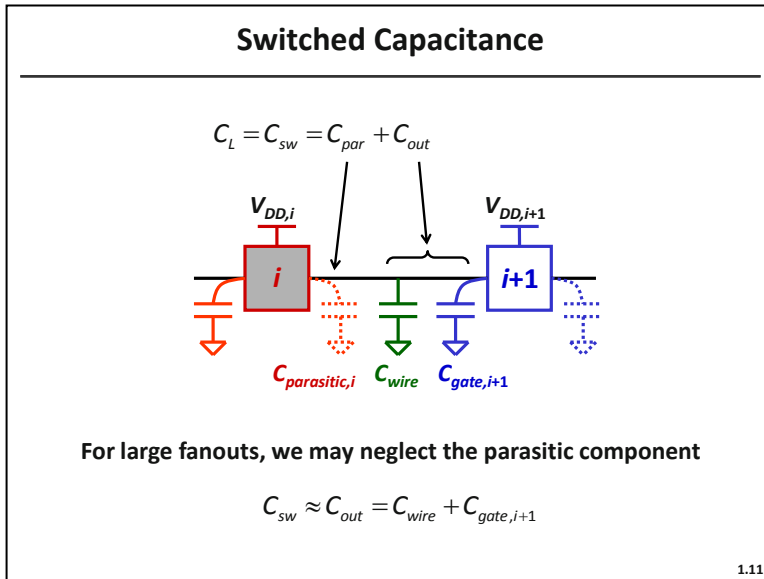 Switched Capacitance
C_L = C_sw = C_par + C_out
V_DD,i
V_DD,i+1
i
i+1
C_parasitic,i
C_wire
C_gate,i+1
For large fanouts, we may neglect the parasitic component
C_sw ≈ C_out = C_wire + C_gate,i+1
1.11